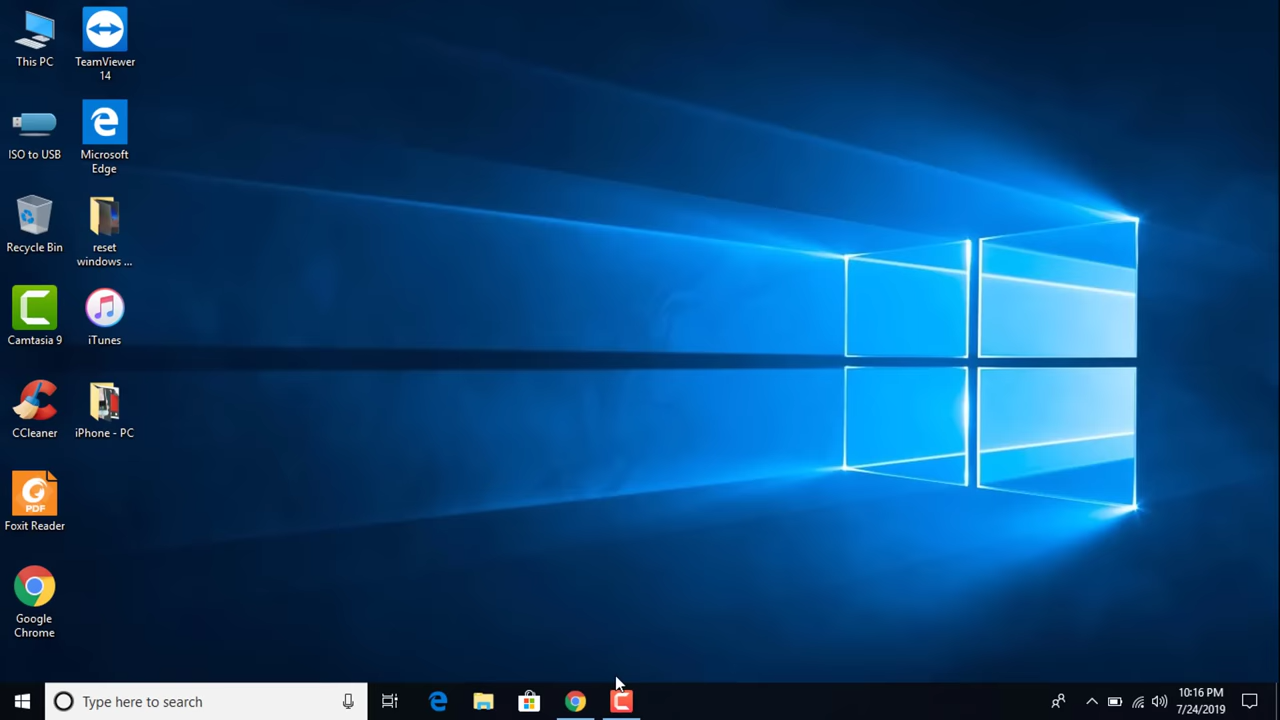 This PC
TeamViewer
14
ISO to USB
Microsoft
Edge
Recycle Bin
reset
windows ...
Camtasia 9
iTunes
CCleaner
iPhone - PC
PDF
Foxit Reader
Google
Chrome
Type here to search
10:16 PM
7/24/2019